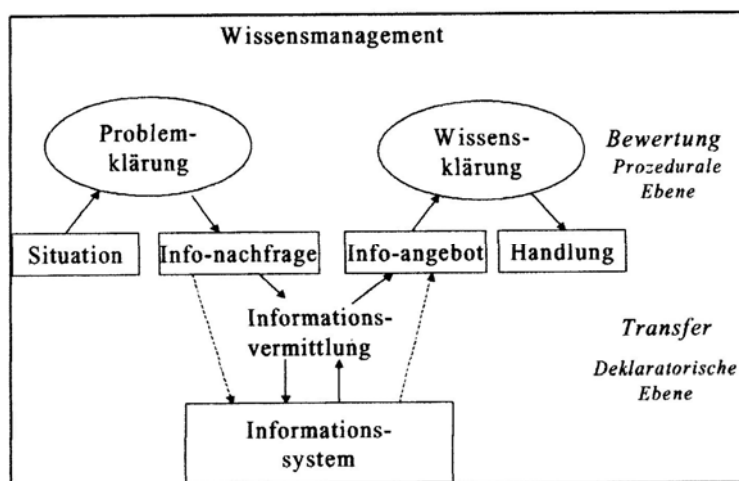 Wissensmanagement
Problem-
klärung
Wissens-
klärung
Bewertung
Prozedurale
Ebene
Situation
Info-nachfrage
Info-angebot
Handlung
Informations-
vermittlung
Transfer
Deklaratorische
Ebene
Informations-
system